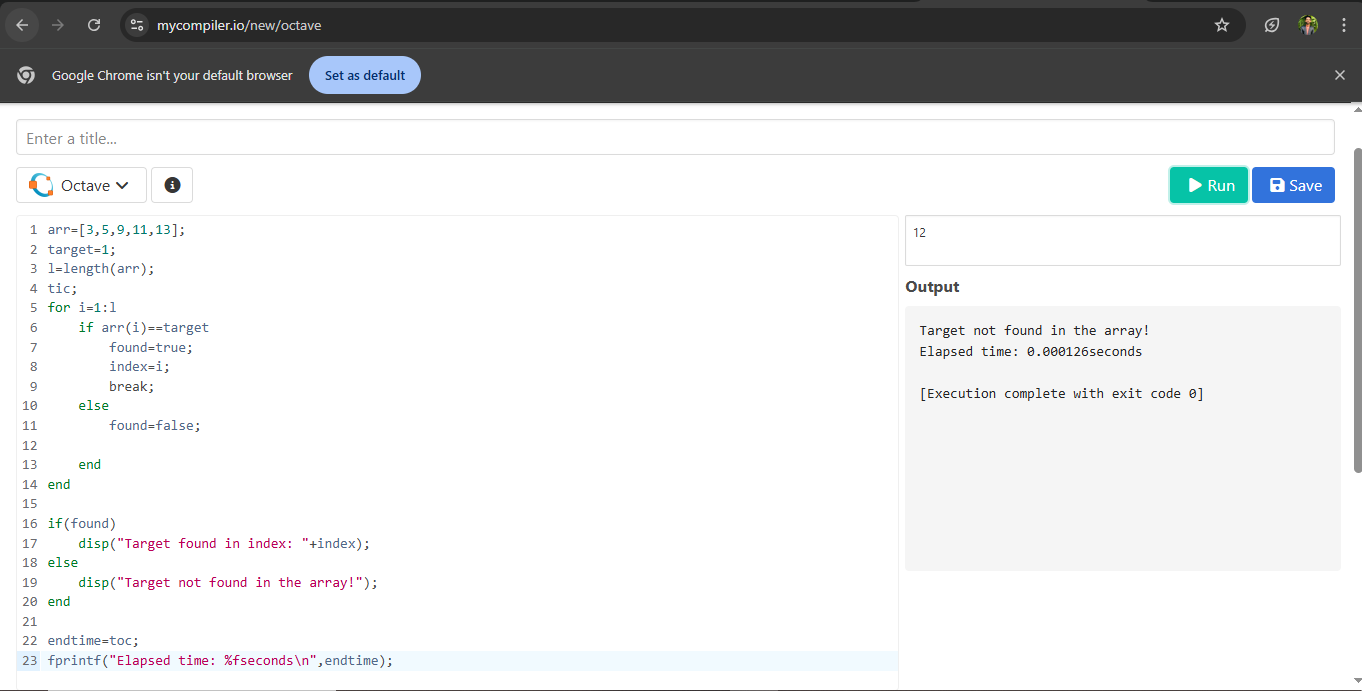 mycompiler.io/new/octave
Google Chrome isn't your default browser
Set as default
Enter a title...
Octave
Run
Save
1 arr=[3,5,9,11,13];
2 target=1;
3 l=length(arr);
4 tic;
5 for i=1:l
6 if arr(i)==target
7 found=true;
8 index=i;
9 break;
10 else
11 found=false;
12
13 end
14 end
15
16 if(found)
17 disp("Target found in index: "+index);
18 else
19 disp("Target not found in the array!");
20 end
21
22 endtime=toc;
23 fprintf("Elapsed time: %fseconds\n",endtime);
12
Output
Target not found in the array!
Elapsed time: 0.000126seconds
[Execution complete with exit code 0]